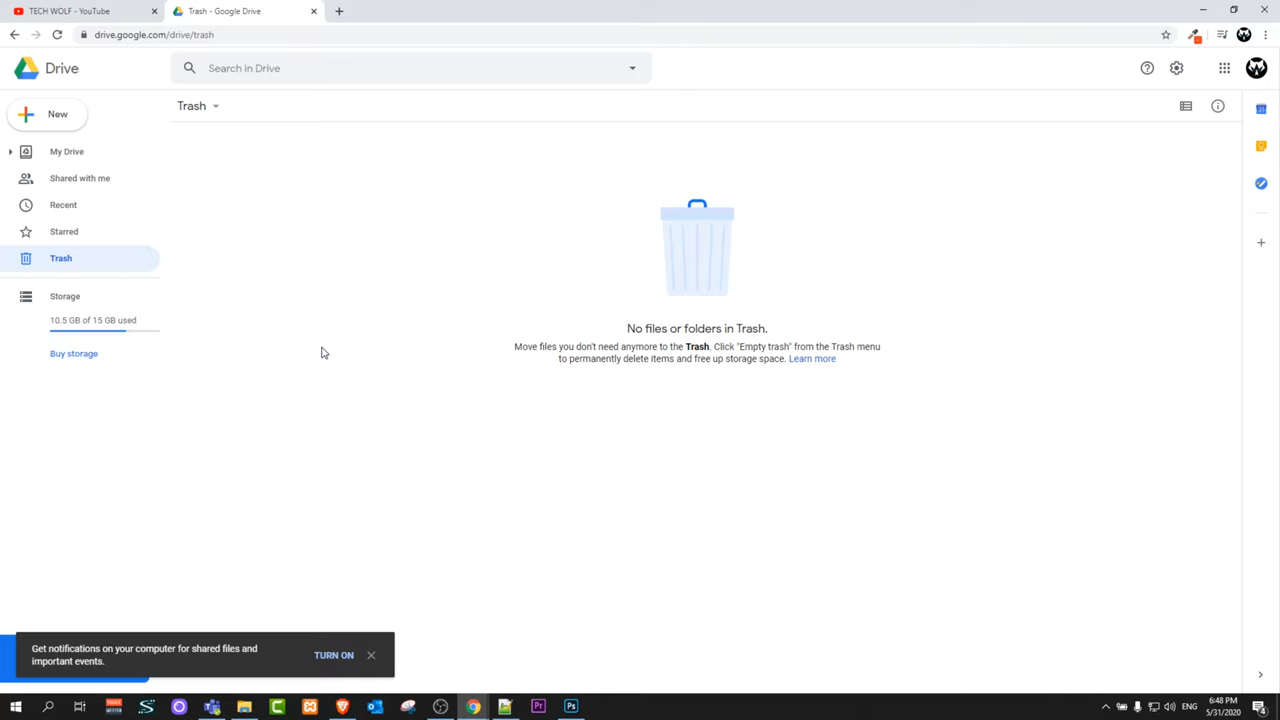 TECH WOLF - YouTube
Trash - Google Drive
drive.google.com/drive/trash
Drive
Search in Drive
New
Trash
My Drive
Shared with me
Recent
Starred
Trash
Storage
10.5 GB of 15 GB used
Buy storage
No files or folders in Trash.
Move files you don't need anymore to the Trash. Click "Empty trash" from the Trash menu
to permanently delete items and free up storage space. Learn more
Get notifications on your computer for shared files and
important events.
TURN ON
Pr
Ps
ENG
6:48 PM
5/31/2020
4